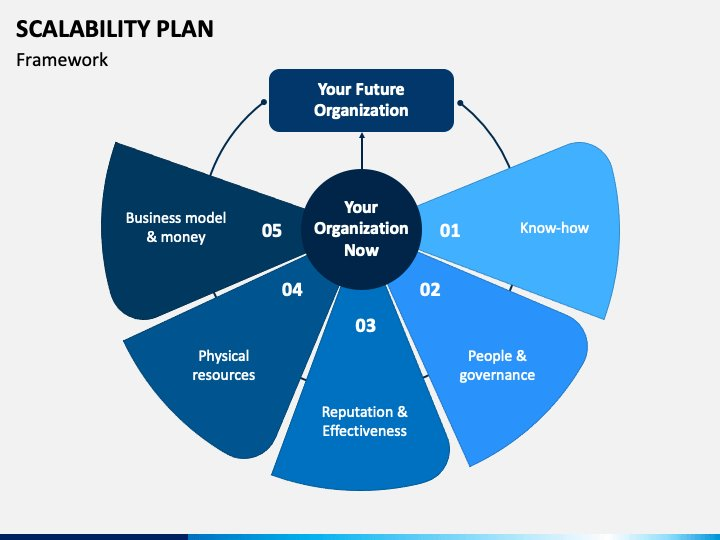 SCALABILITY PLAN
Framework
Your Future
Organization
Your
Organization
Now
01
Know-how
02
People &
governance
03
Reputation &
Effectiveness
04
Physical
resources
05
Business model
& money